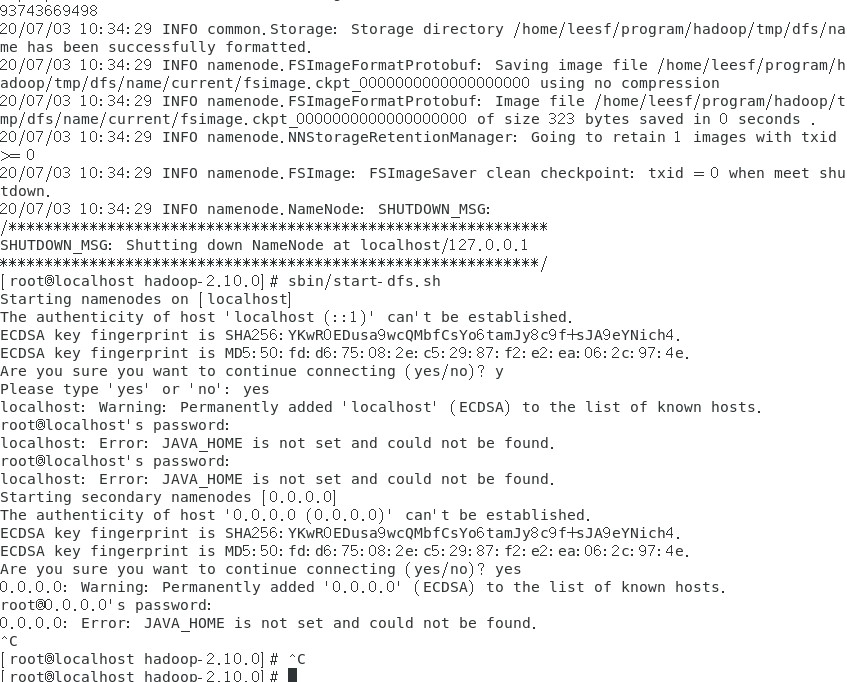 93743669498
20/07/03 10:34:29 INFO common.Storage: Storage directory /home/leesf/program/hadoop/tmp/dfs/na
me has been successfully formatted.
20/07/03 10:34:29 INFO namenode.FSImageFormatProtobuf: Saving image file /home/leesf/program/h
adoop/tmp/dfs/name/current/fsimage.ckpt_0000000000000000000 using no compression
20/07/03 10:34:29 INFO namenode.FSImageFormatProtobuf: Image file /home/leesf/program/hadoop/t
mp/dfs/name/current/fsimage.ckpt_0000000000000000000 of size 323 bytes saved in 0 seconds .
20/07/03 10:34:29 INFO namenode.NNStorageRetentionManager: Going to retain 1 images with txid
>= 0
20/07/03 10:34:29 INFO namenode.FSImage: FSImageSaver clean checkpoint: txid = 0 when meet shu
tdown.
20/07/03 10:34:29 INFO namenode.NameNode: SHUTDOWN_MSG:
/************************************************************
SHUTDOWN_MSG: Shutting down NameNode at localhost/127.0.0.1
************************************************************/
[root@localhost hadoop-2.10.0]# sbin/start-dfs.sh
Starting namenodes on [localhost]
The authenticity of host 'localhost (::1)' can't be established.
ECDSA key fingerprint is SHA256:YKwR0EDusa9wcQMbfCsYo6tamJy8c9f+sJA9eYNich4.
ECDSA key fingerprint is MD5:50:fd:d6:75:08:2e:c5:29:87:f2:e2:ea:06:2c:97:4e.
Are you sure you want to continue connecting (yes/no)? y
Please type 'yes' or 'no': yes
localhost: Warning: Permanently added 'localhost' (ECDSA) to the list of known hosts.
root@localhost's password:
localhost: Error: JAVA_HOME is not set and could not be found.
root@localhost's password:
localhost: Error: JAVA_HOME is not set and could not be found.
Starting secondary namenodes [0.0.0.0]
The authenticity of host '0.0.0.0 (0.0.0.0)' can't be established.
ECDSA key fingerprint is SHA256:YKwR0EDusa9wcQMbfCsYo6tamJy8c9f+sJA9eYNich4.
ECDSA key fingerprint is MD5:50:fd:d6:75:08:2e:c5:29:87:f2:e2:ea:06:2c:97:4e.
Are you sure you want to continue connecting (yes/no)? yes
0.0.0.0: Warning: Permanently added '0.0.0.0' (ECDSA) to the list of known hosts.
root@0.0.0.0's password:
0.0.0.0: Error: JAVA_HOME is not set and could not be found.
^C
[root@localhost hadoop-2.10.0]# ^C
[root@localhost hadoop-2.10.0]#